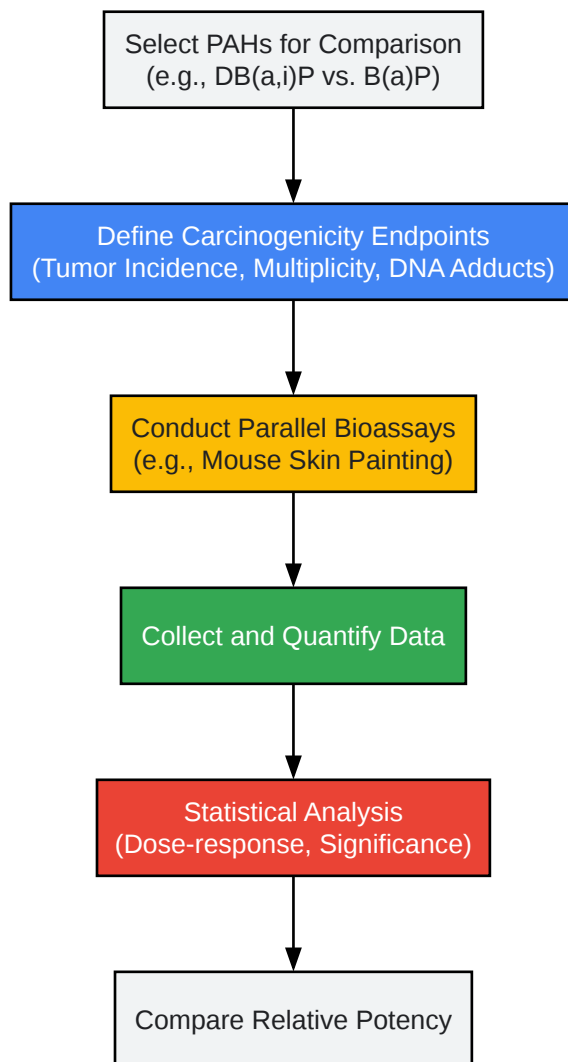 Select PAHs for Comparison
(e.g., DB(a,i)P vs. B(a)P)
Define Carcinogenicity Endpoints
(Tumor Incidence, Multiplicity, DNA Adducts)
Conduct Parallel Bioassays
(e.g., Mouse Skin Painting)
Collect and Quantify Data
Statistical Analysis
(Dose-response, Significance)
Compare Relative Potency